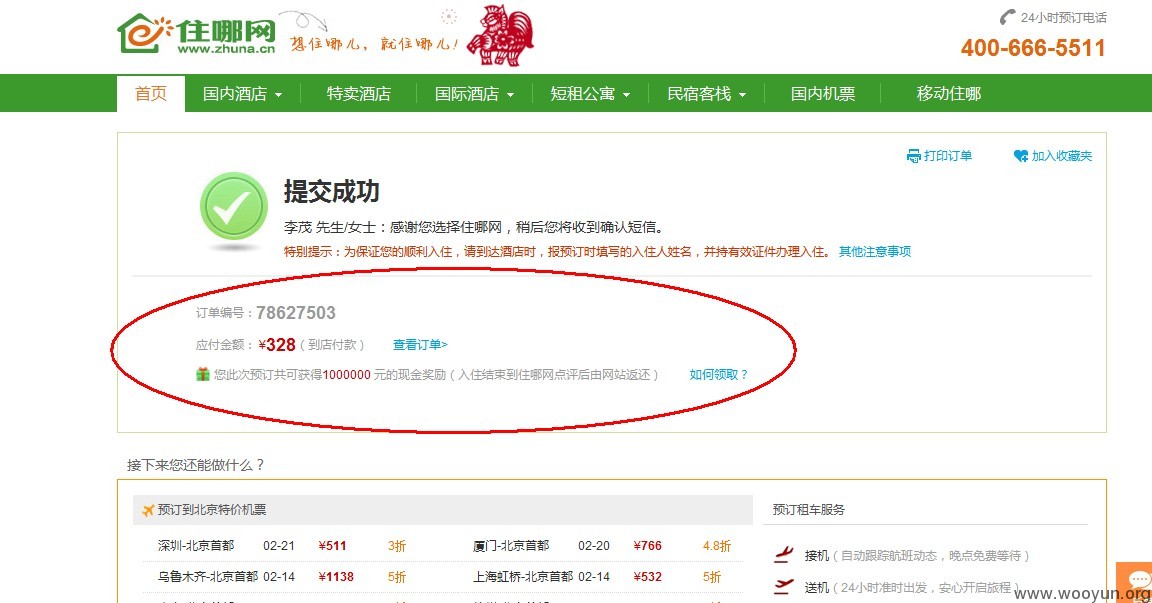 住哪网
www.zhuna.cn
想住哪儿，就住哪儿！
24小时预订电话
400-666-5511
首页 国内酒店 特卖酒店 国际酒店 短租公寓 民宿客栈 国内机票 移动住哪
打印订单 加入收藏夹
提交成功
李茂 先生/女士：感谢您选择住哪网，稍后您将收到确认短信。
特别提示：为保证您的顺利入住，请到达酒店时，报预订时填写的入住人姓名，并持有效证件办理入住。 其他注意事项
订单编号：78627503
应付金额：¥328（到店付款） 查看订单>
您此次预订共可获得1000000 元的现金奖励（入住结束到住哪网点评后由网站返还） 如何领取？
接下来您还能做什么？
预订到北京特价机票 预订租车服务
深圳-北京首都 02-21 ¥511 3折 厦门-北京首都 02-20 ¥766 4.8折
接机（自动跟踪航班动态，晚点免费等待）
乌鲁木齐-北京首都 02-14 ¥1138 5折 上海虹桥-北京首都 02-14 ¥532 5折
送机（24小时准时出发，安心开启旅程）
www.wooyun.org